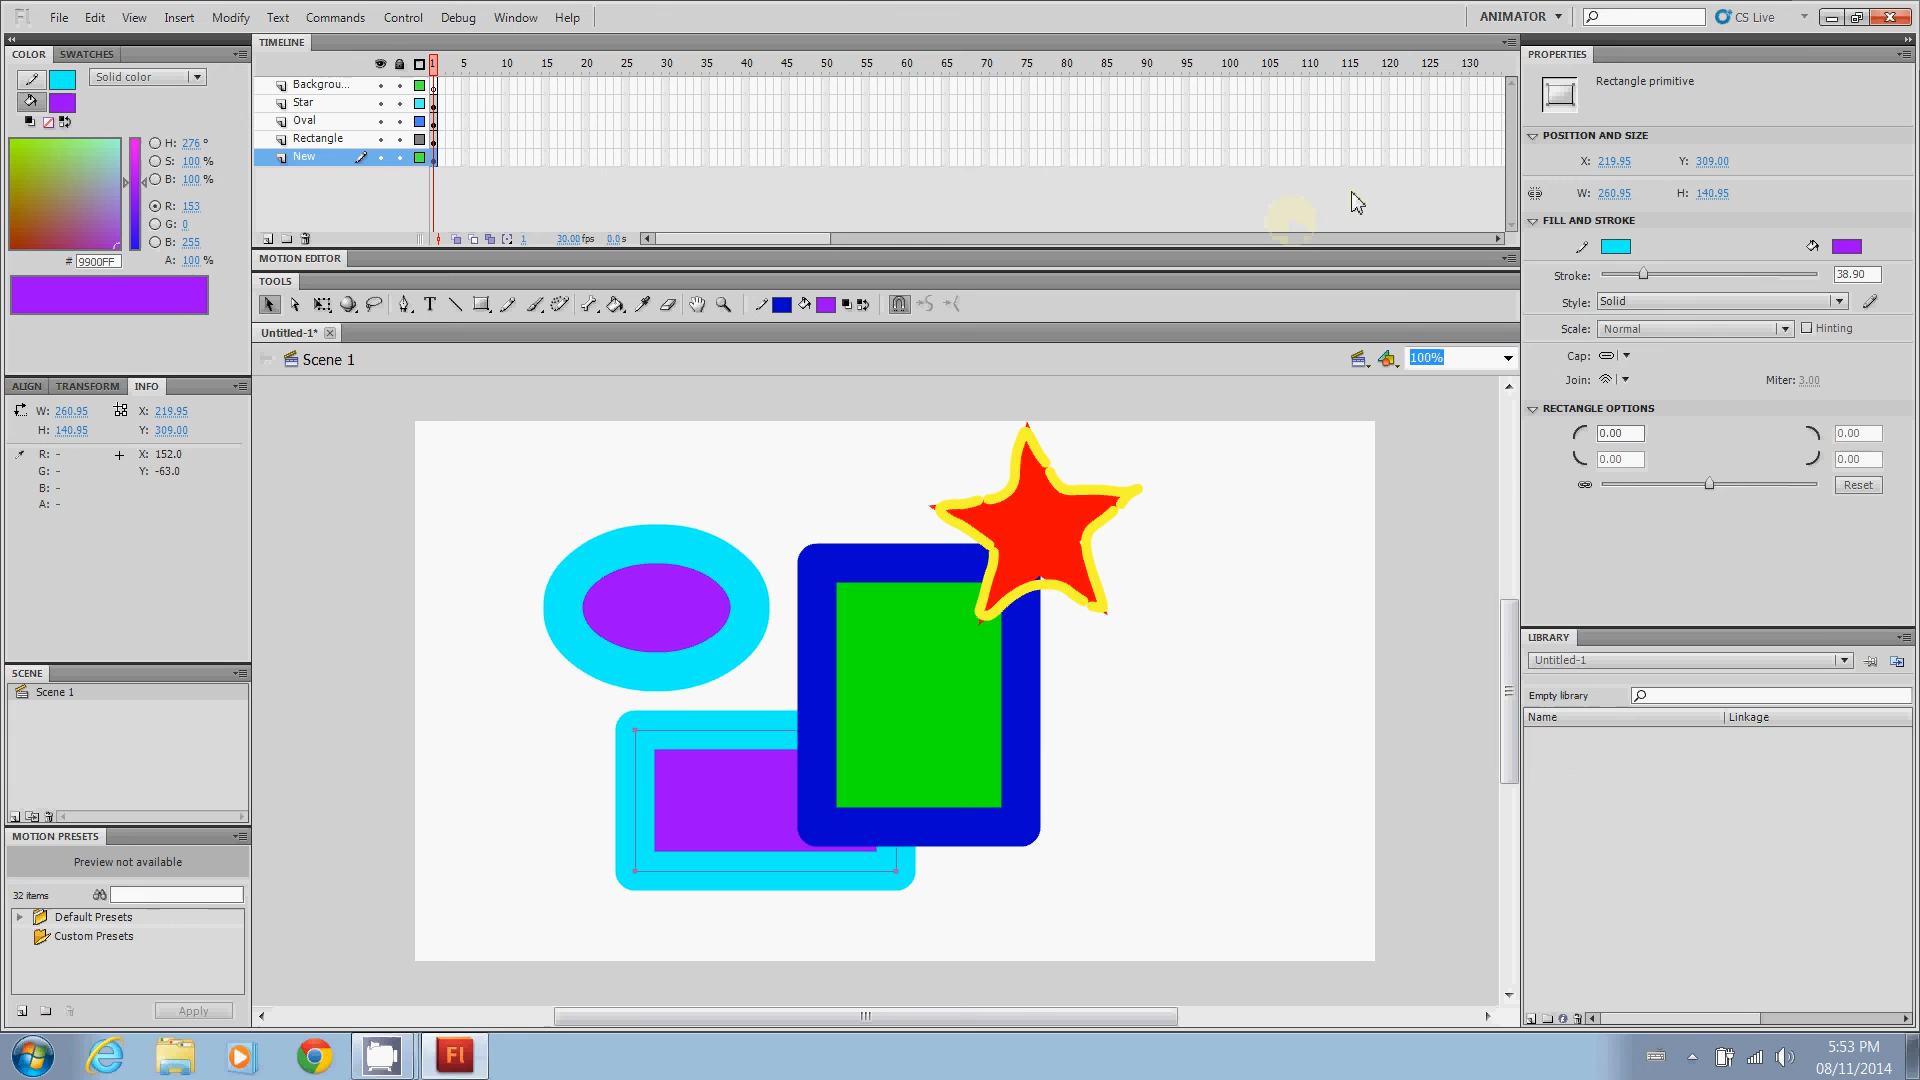 Fl File Edit View Insert Modify Text Commands Control Debug Window Help ANIMATOR CS Live
COLOR SWATCHES
Solid color
H: 276 °
S: 100 %
B: 100 %
R: 153
G: 0
B: 255
# 9900FF A: 100 %
ALIGN TRANSFORM INFO
W: 260.95 X: 219.95
H: 140.95 Y: 309.00
R: - X: 152.0
G: - Y: -63.0
B: -
A: -
SCENE
Scene 1
MOTION PRESETS
Preview not available
32 items
Default Presets
Custom Presets
Apply
TIMELINE
1 5 10 15 20 25 30 35 40 45 50 55 60 65 70 75 80 85 90 95 100 105 110 115 120 125 130
Backgrou...
Star
Oval
Rectangle
New
1 30.00 fps 0.0 s
MOTION EDITOR
TOOLS
Untitled-1*
Scene 1 100%
PROPERTIES
Rectangle primitive
POSITION AND SIZE
X: 219.95 Y: 309.00
W: 260.95 H: 140.95
FILL AND STROKE
Stroke: 38.90
Style: Solid
Scale: Normal Hinting
Cap:
Join: Miter: 3.00
RECTANGLE OPTIONS
0.00 0.00
0.00 0.00
Reset
LIBRARY
Untitled-1
Empty library
Name Linkage
Fl
5:53 PM
08/11/2014